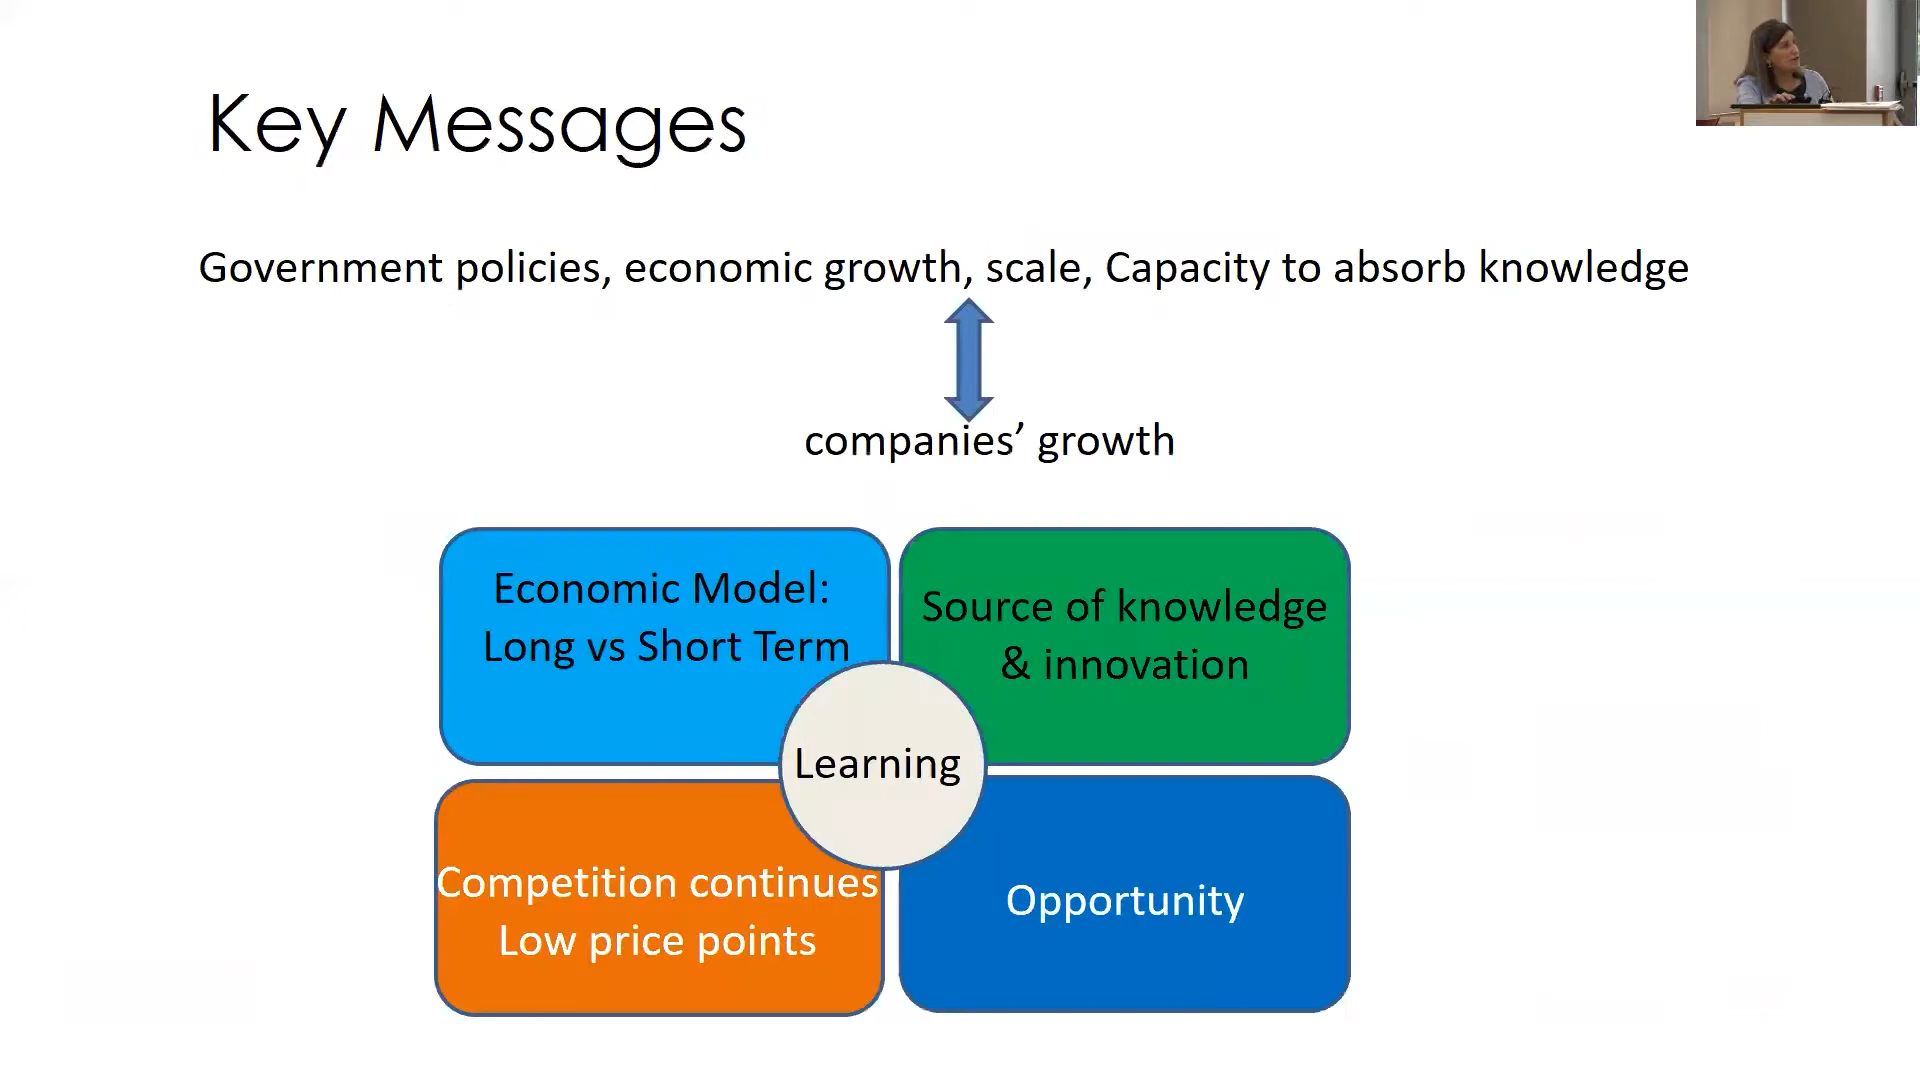 Key Messages
Government policies, economic growth, scale, Capacity to absorb knowledge
companies’ growth
Economic Model:
Long vs Short Term
Source of knowledge
& innovation
Learning
Competition continues
Low price points
Opportunity